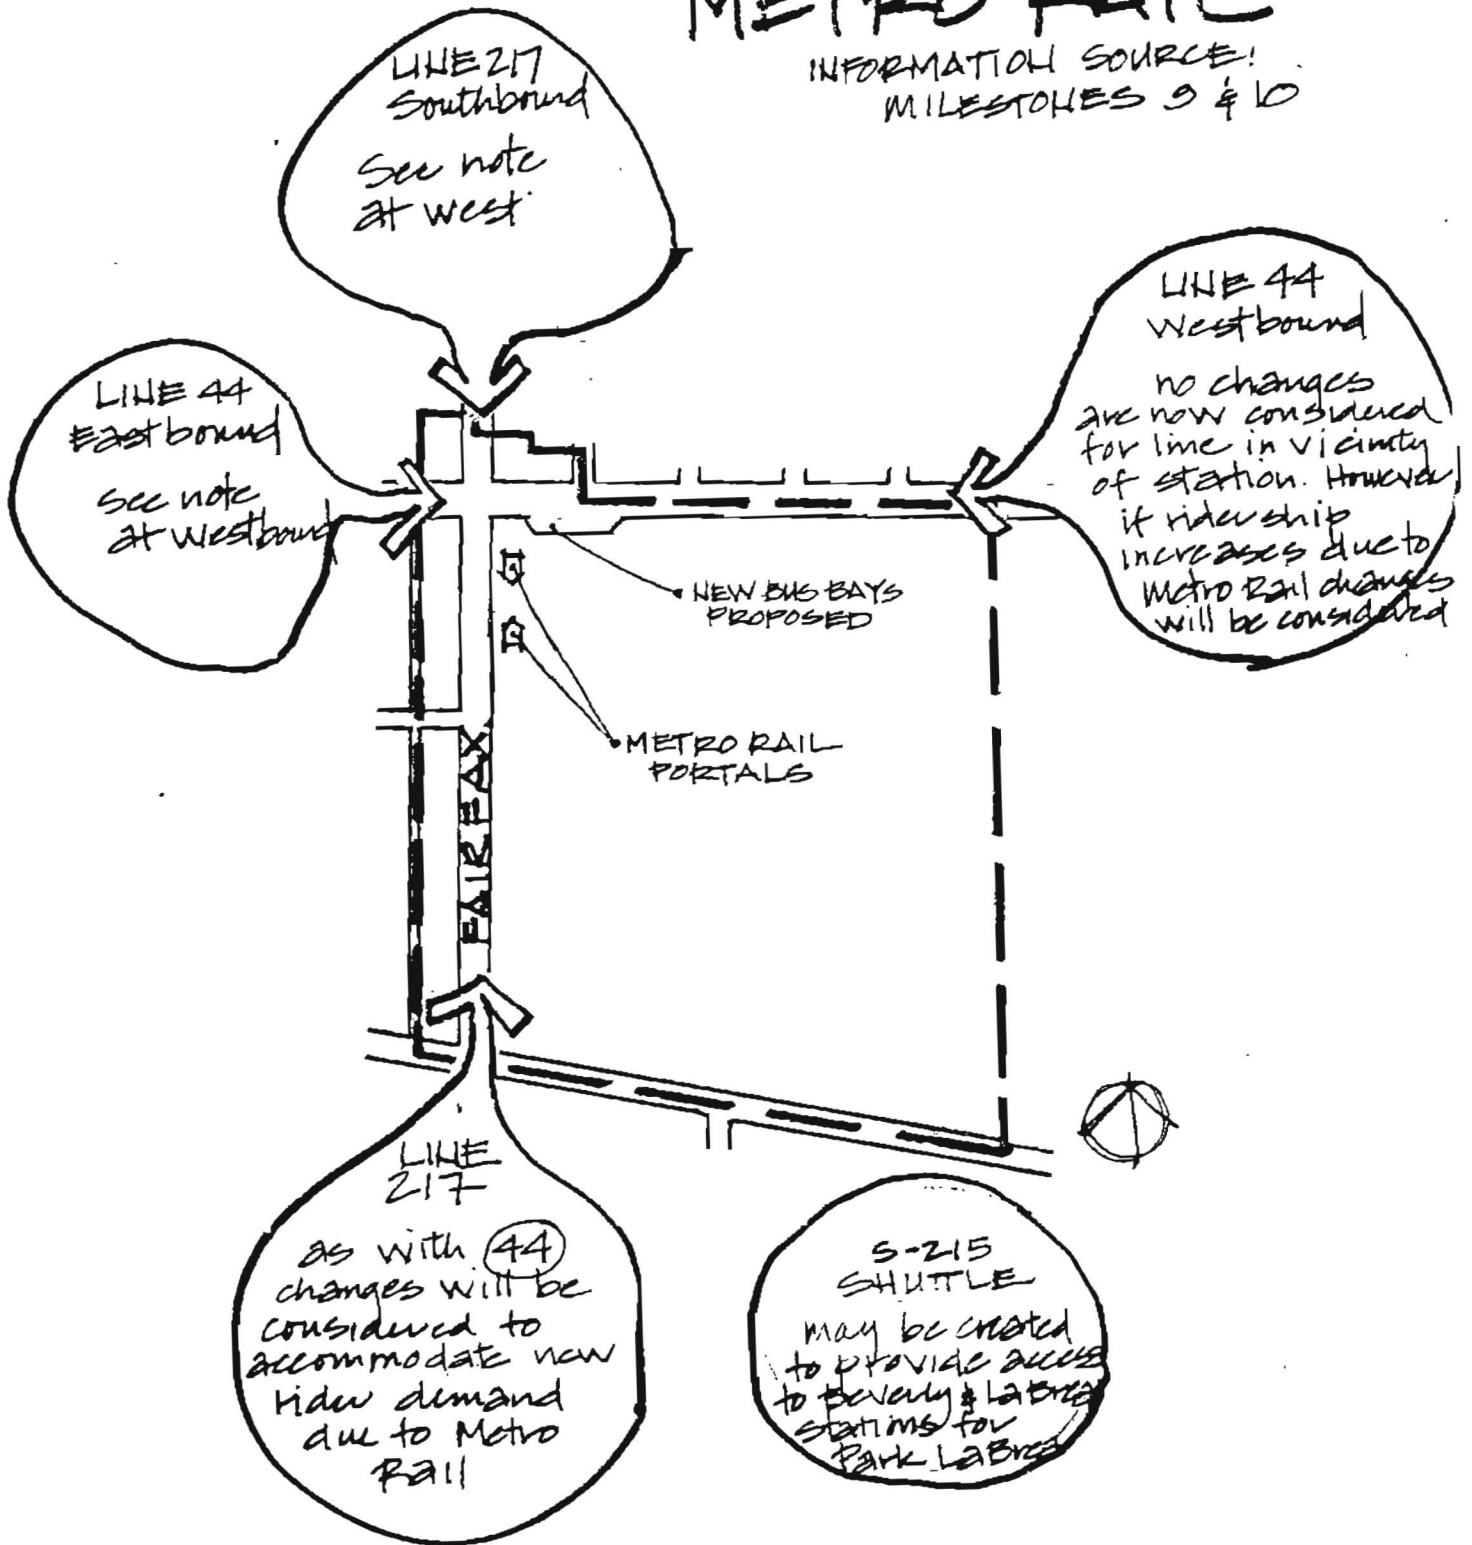 METRO RAIL
INFORMATION SOURCE:
MILESTONES 9 & 10
LINE 217
Southbound
See note
at west
LINE 44
Westbound
no changes
are now considered
for line in vicinity
of station. However
if ridership
increases due to
Metro Rail changes
will be considered
LINE 44
Eastbound
See note
at Westbound
NEW BUS BAYS
PROPOSED
METRO RAIL
PORTALS
FAIRFAX
LINE
217
as with 44
changes will be
considered to
accommodate new
rider demand
due to Metro
Rail
S-215
SHUTTLE
may be created
to provide access
to Beverly & La Brea
stations for
Park La Brea